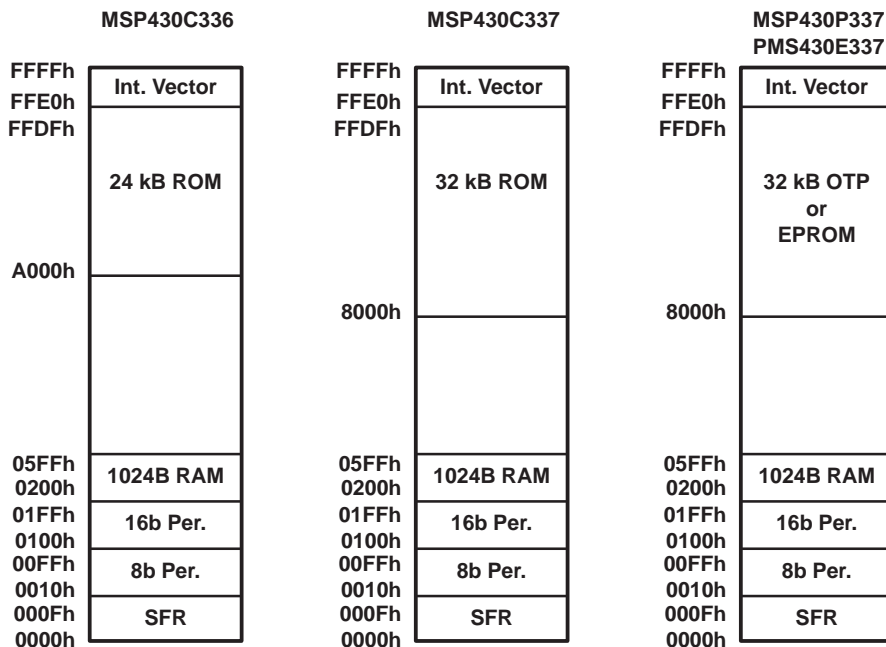 MSP430C336
FFFFh
Int. Vector
FFE0h
FFDFh
24 kB ROM
A000h
05FFh
1024B RAM
0200h
01FFh
16b Per.
0100h
00FFh
8b Per.
0010h
000Fh
SFR
0000h
MSP430C337
FFFFh
Int. Vector
FFE0h
FFDFh
32 kB ROM
8000h
05FFh
1024B RAM
0200h
01FFh
16b Per.
0100h
00FFh
8b Per.
0010h
000Fh
SFR
0000h
MSP430P337
PMS430E337
FFFFh
Int. Vector
FFE0h
FFDFh
32 kB OTP
or
EPROM
8000h
05FFh
1024B RAM
0200h
01FFh
16b Per.
0100h
00FFh
8b Per.
0010h
000Fh
SFR
0000h